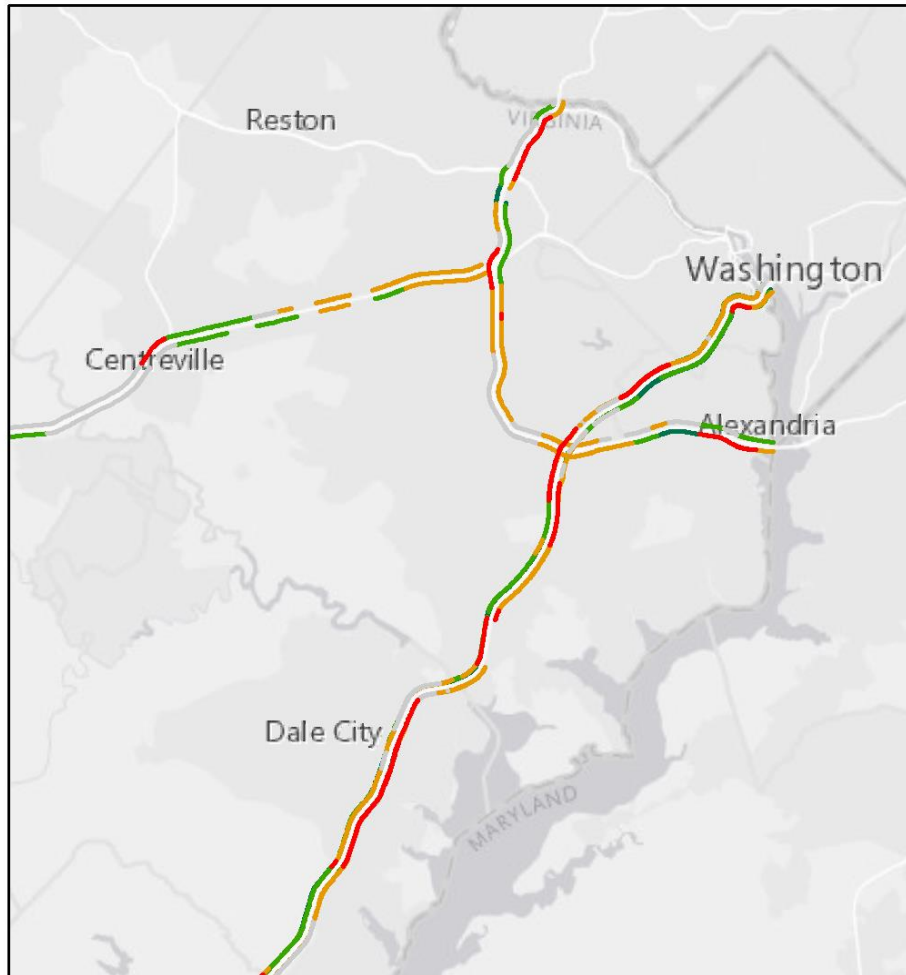 Reston
VIRGINIA
Washington
Centreville
Alexandria
Dale City
MARYLAND